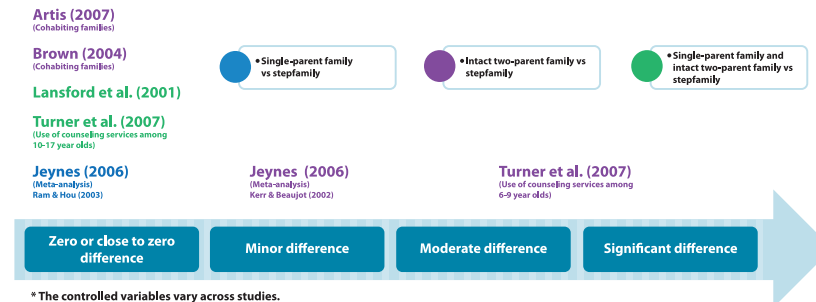 Artis (2007)
(Cohabiting families)
Brown (2004)
(Cohabiting families)
Lansford et al. (2001)
Turner et al. (2007)
(Use of counseling services among
10-17 year olds)
Jeynes (2006)
(Meta-analysis)
Ram & Hou (2003)
• Single-parent family
vs stepfamily
• Intact two-parent family vs
stepfamily
• Single-parent family and
intact two-parent family vs
stepfamily
Jeynes (2006)
(Meta-analysis)
Kerr & Beaujot (2002)
Turner et al. (2007)
(Use of counseling services among
6-9 year olds)
Zero or close to zero
difference
Minor difference
Moderate difference
Significant difference
* The controlled variables vary across studies.